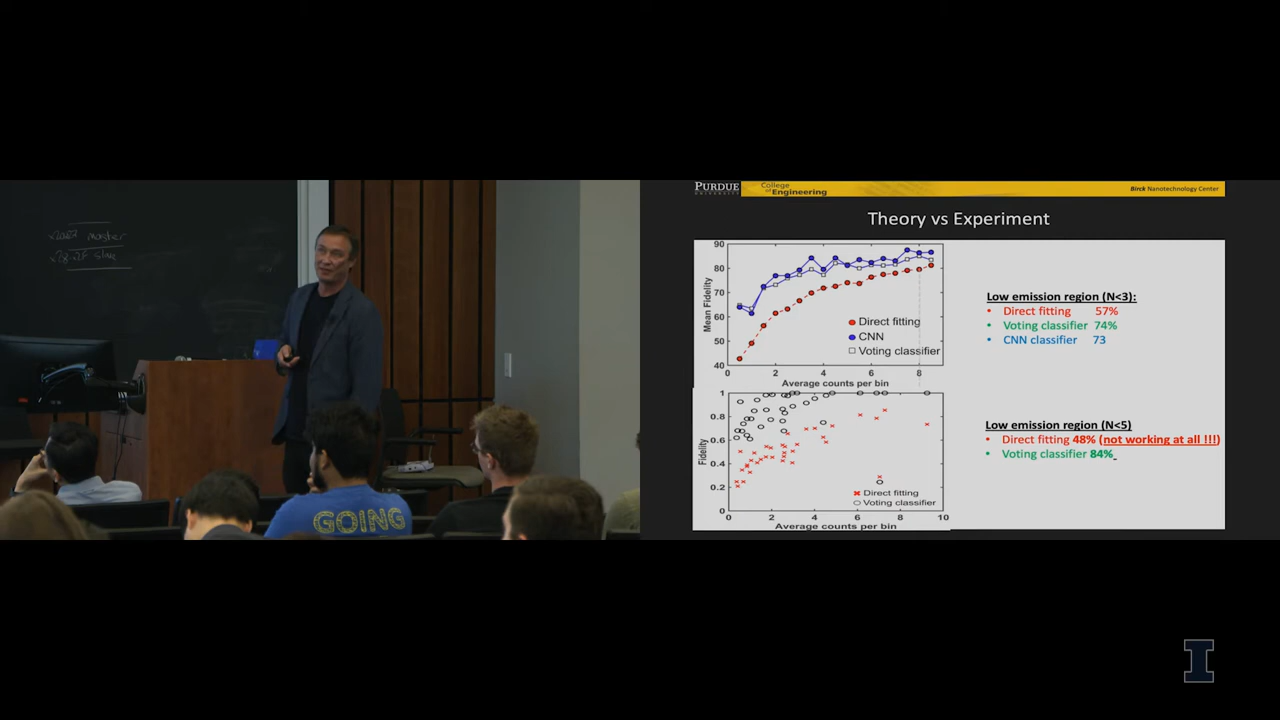 master
GOING
PURDUE
UNIVERSITY
College
of Engineering
Birck Nanotechnology Center
Theory vs Experiment
90
80
70
60
50
40
Mean Fidelity
Direct fitting
CNN
Voting classifier
0 2 4 6 8
Average counts per bin
Low emission region (N<3):
• Direct fitting 57%
• Voting classifier 74%
• CNN classifier 73
1
0.8
0.6
0.4
0.2
0
Fidelity
Direct fitting
Voting classifier
0 2 4 6 8 10
Average counts per bin
Low emission region (N<5)
• Direct fitting 48% (not working at all !!!)
• Voting classifier 84%
I